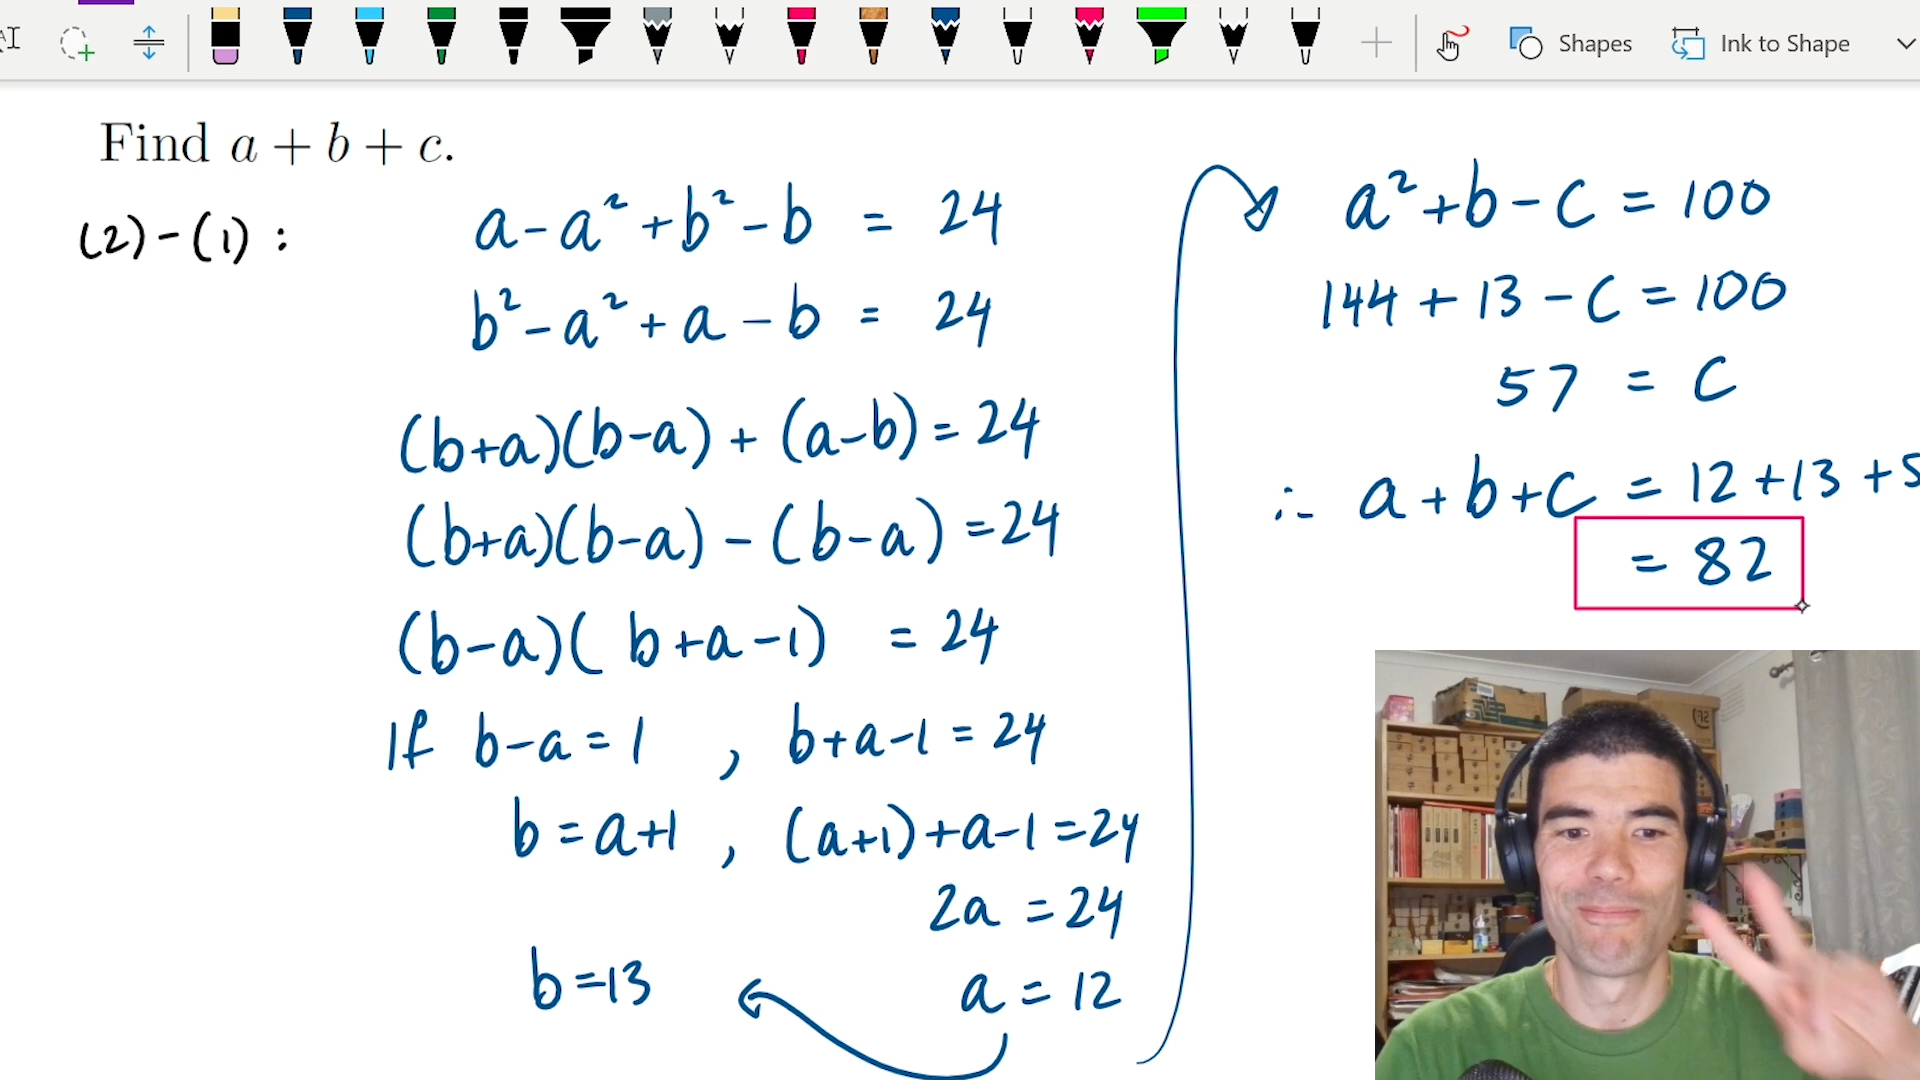 Shapes
Ink to Shape
Find a + b + c.
(2)-(1) :
a-a²+b²-b = 24
b²-a²+a-b = 24
(b+a)(b-a)+(a-b)=24
(b+a)(b-a)-(b-a)=24
(b-a)(b+a-1) = 24
If b-a=1 , b+a-1=24
b=a+1 , (a+1)+a-1=24
2a=24
b=13 a=12
a²+b-c=100
144+13-c=100
57=c
∴ a+b+c=12+13+5
=82